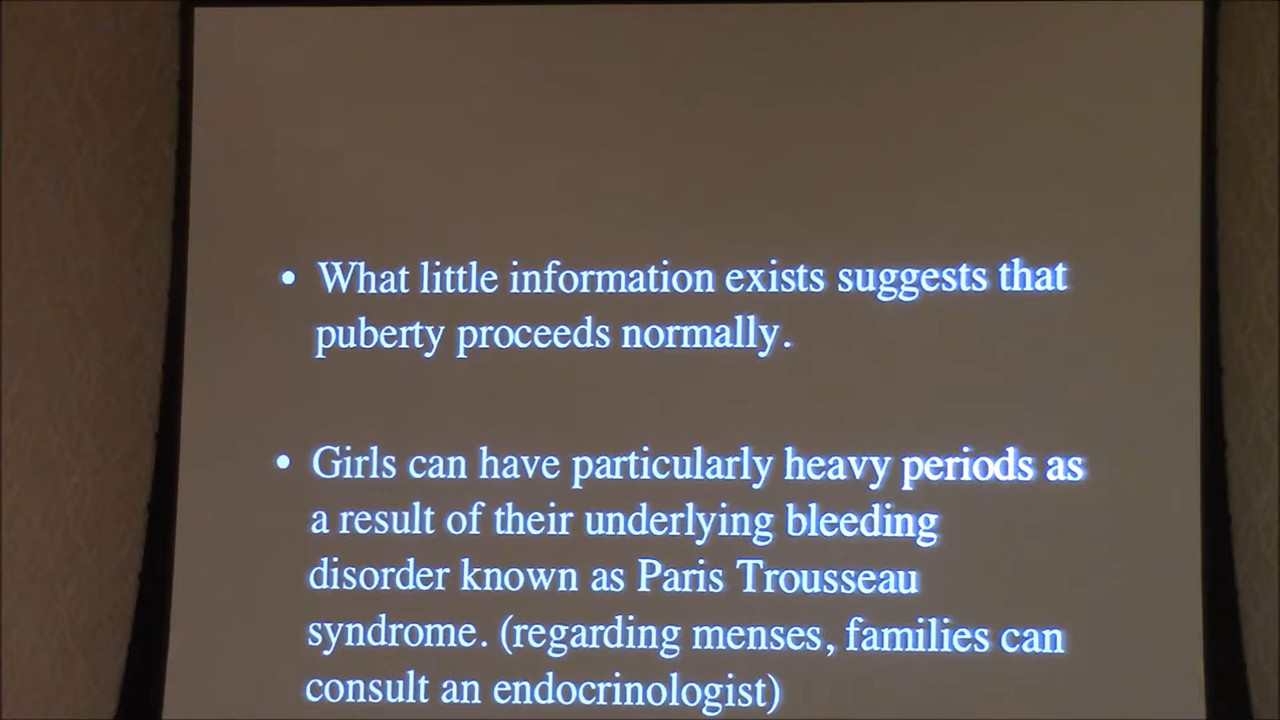 • What little information exists suggests that
puberty proceeds normally.
• Girls can have particularly heavy periods as
a result of their underlying bleeding
disorder known as Paris Trousseau
syndrome. (regarding menses, families can
consult an endocrinologist)